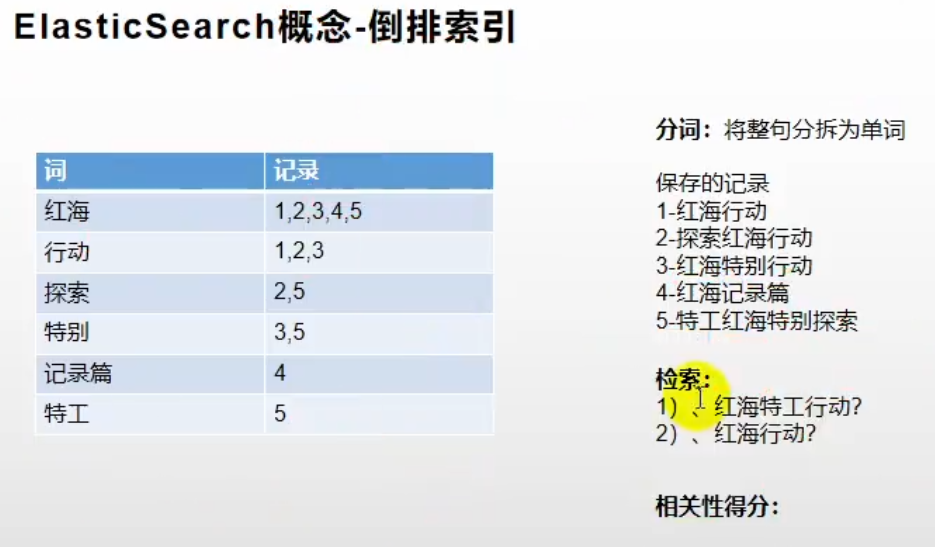 ElasticSearch概念-倒排索引
词 记录
红海 1,2,3,4,5
行动 1,2,3
探索 2,5
特别 3,5
记录篇 4
特工 5
分词：将整句分拆为单词
保存的记录
1-红海行动
2-探索红海行动
3-红海特别行动
4-红海记录篇
5-特工红海特别探索
检索：
1）、红海特工行动？
2）、红海行动？
相关性得分：